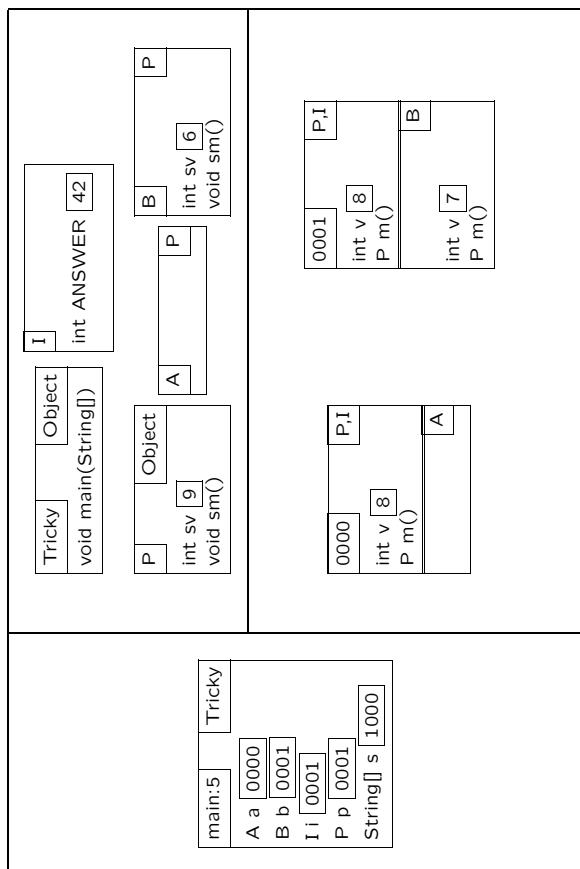 main:5 Tricky
A a 0000
B b 0001
I i 0001
P p 0001
String[] s 1000
Tricky Object
void main(String[])
I
int ANSWER 42
P Object
int sv 9
void sm()
A P
B P
int sv 6
void sm()
0000 P,I
int v 8
P m()
A
0001 P,I
int v 8
P m()
B
int v 7
P m()